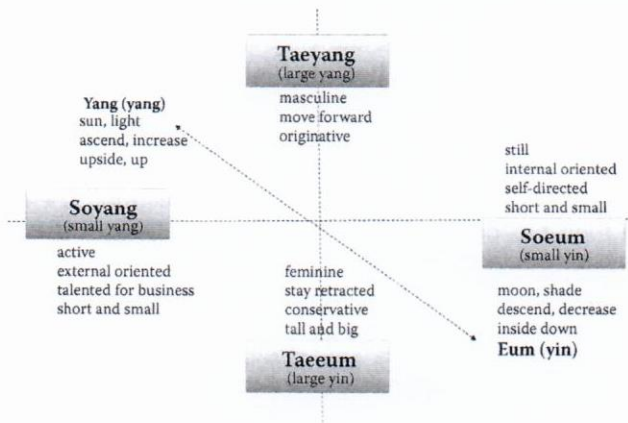 Taeyang
(large yang)
masculine
move forward
originative
Yang (yang)
sun, light
ascend, increase
upside, up
still
internal oriented
self-directed
short and small
Soyang
(small yang)
active
external oriented
talented for business
short and small
Soeum
(small yin)
feminine
stay retracted
conservative
tall and big
Taeeum
(large yin)
moon, shade
descend, decrease
inside down
Eum (yin)